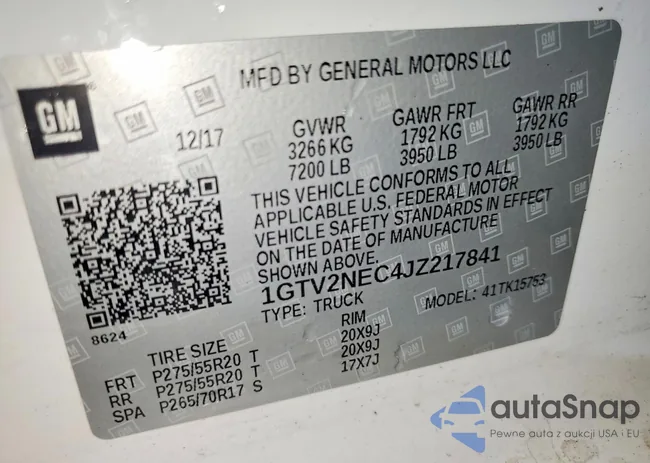 MFD BY GENERAL MOTORS LLC
GM
12/17
GVWR GAWR FRT GAWR RR
3266 KG 1792 KG 1792 KG
7200 LB 3950 LB 3950 LB
THIS VEHICLE CONFORMS TO ALL
APPLICABLE U.S. FEDERAL MOTOR
VEHICLE SAFETY STANDARDS IN EFFECT
ON THE DATE OF MANUFACTURE
SHOWN ABOVE.
1GTV2NEC4JZ217841
TYPE: TRUCK MODEL: 41TK15753
8624
TIRE SIZE RIM
FRT P275/55R20 T 20X9J
RR P275/55R20 T 20X9J
SPA P265/70R17 S 17X7J
autaSnap
Pewne auta z aukcji USA i EU